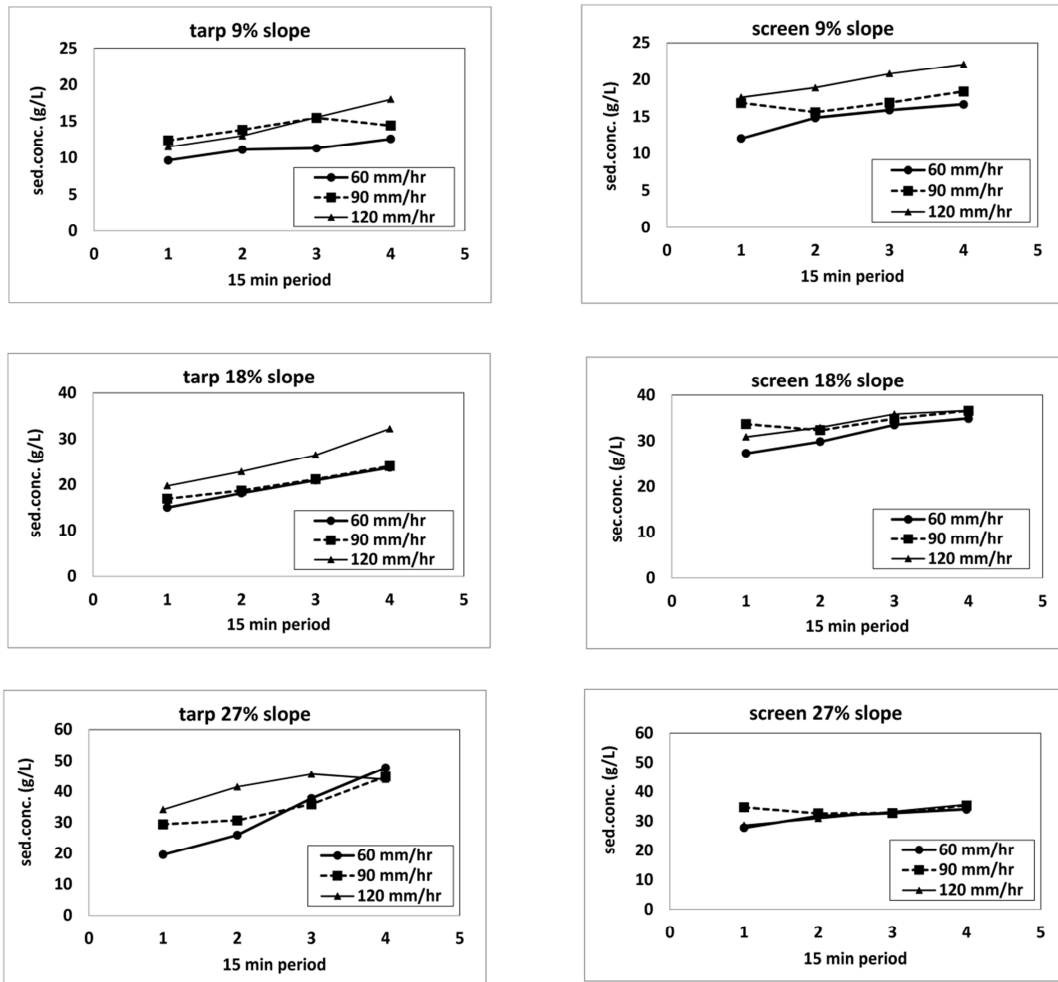 tarp 9% slope
25
20
15
10
5
0
0 1 2 3 4 5
sed.conc. (g/L)
15 min period
60 mm/hr
90 mm/hr
120 mm/hr
screen 9% slope
25
20
15
10
5
0
0 1 2 3 4 5
sed.conc. (g/L)
15 min period
60 mm/hr
90 mm/hr
120 mm/hr
tarp 18% slope
40
30
20
10
0
0 1 2 3 4 5
sed.conc. (g/L)
15 min period
60 mm/hr
90 mm/hr
120 mm/hr
screen 18% slope
40
30
20
10
0
0 1 2 3 4 5
sec.conc. (g/L)
15 min period
60 mm/hr
90 mm/hr
120 mm/hr
tarp 27% slope
60
50
40
30
20
10
0
0 1 2 3 4 5
sed.conc. (g/L)
15 min period
60 mm/hr
90 mm/hr
120 mm/hr
screen 27% slope
60
50
40
30
20
10
0
0 1 2 3 4 5
sed.conc. (g/L)
15 min period
60 mm/hr
90 mm/hr
120 mm/hr